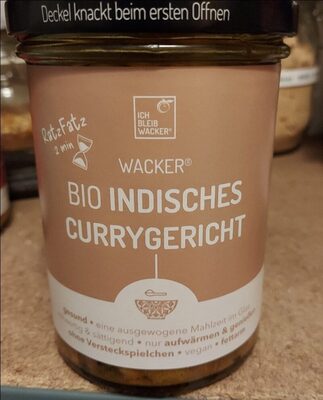 Deckel knackt beim ersten Öffnen
ICH
BLEIB
WACKER®
RatzFatz
2 min
WACKER®
BIO INDISCHES
CURRYGERICHT
gesund • eine ausgewogene Mahlzeit im Glas
& sättigend • nur aufwärmen & genießen
ohne Versteckspielchen • vegan • fettarm